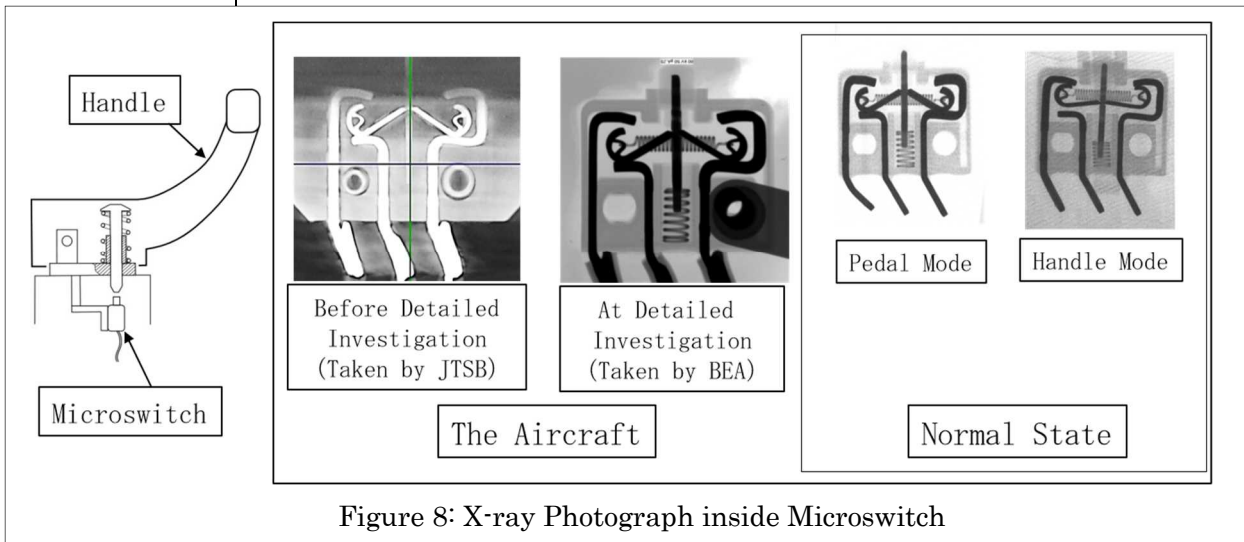 Handle
Microswitch
Before Detailed
Investigation
(Taken by JTSB)
At Detailed
Investigation
(Taken by BEA)
Pedal Mode
Handle Mode
The Aircraft
Normal State
Figure 8: X-ray Photograph inside Microswitch